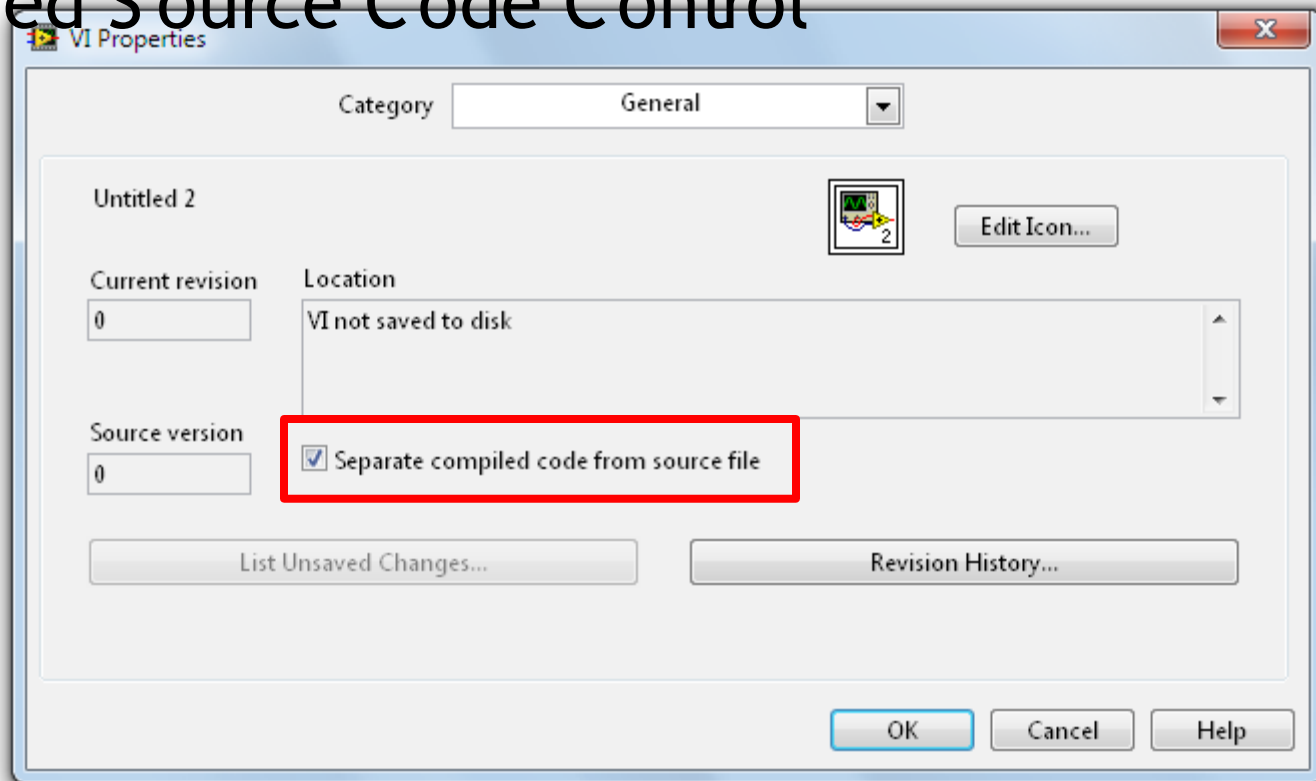 ed Source Code Control
VI Properties
Category General
Untitled 2
2
Edit Icon...
Current revision Location
0 VI not saved to disk
Source version
0 Separate compiled code from source file
List Unsaved Changes... Revision History...
OK Cancel Help